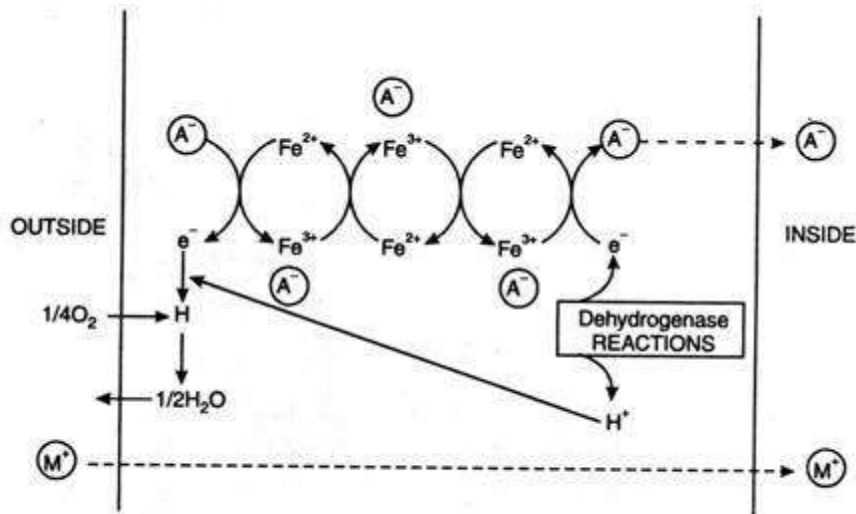 A⁻
A⁻ Fe²⁺ Fe³⁺ Fe²⁺ A⁻ A⁻
OUTSIDE e⁻ Fe³⁺ Fe²⁺ Fe³⁺ e⁻ INSIDE
A⁻ A⁻
1/4O₂ H Dehydrogenase
REACTIONS
1/2H₂O H⁺
M⁺ M⁺